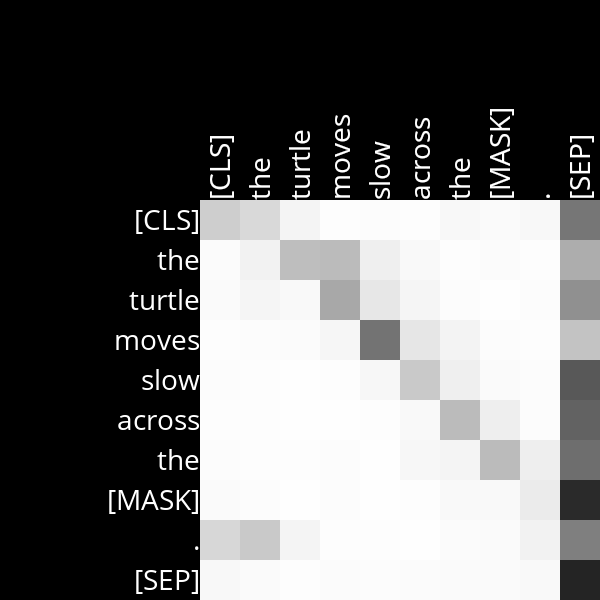 [CLS] the turtle moves slow across the [MASK] . [SEP]
[CLS]
the
turtle
moves
slow
across
the
[MASK]
.
[SEP]